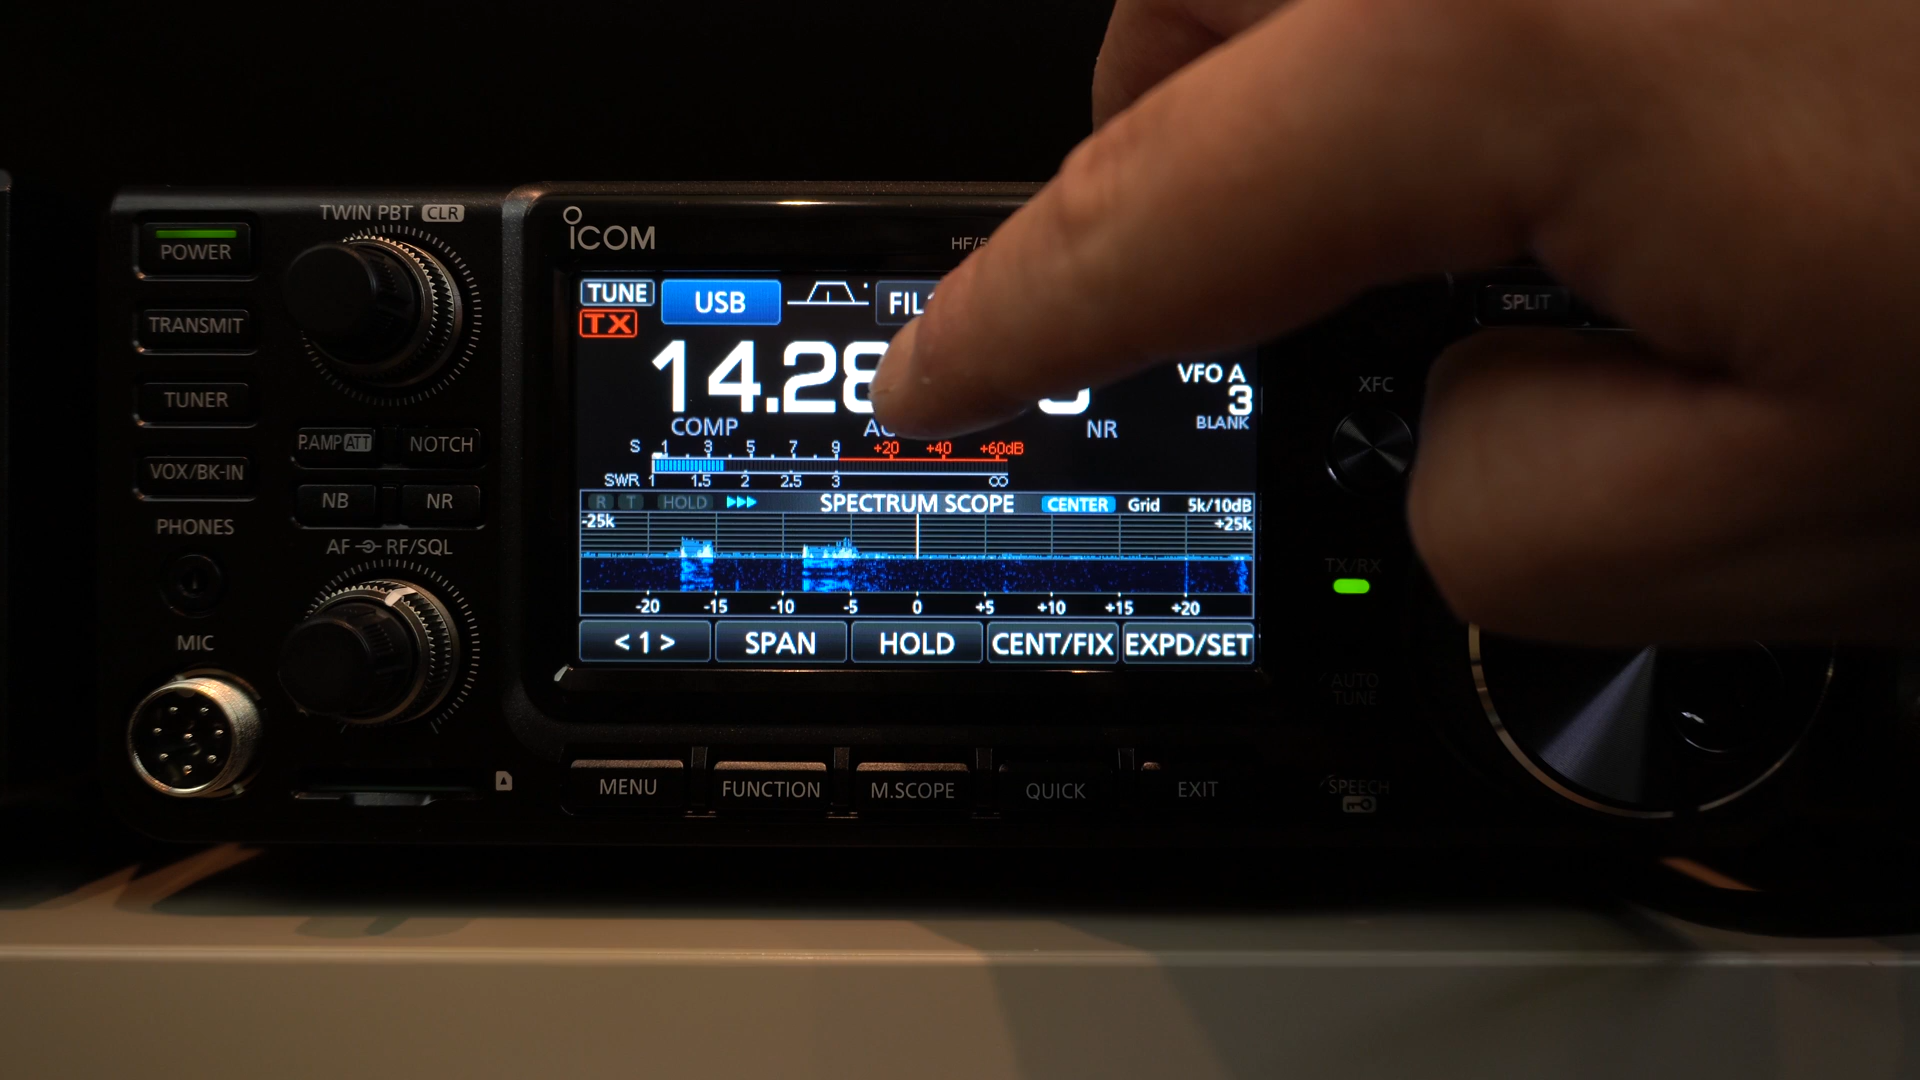 TWIN PBT CLR
POWER
TRANSMIT
TUNER
VOX/BK-IN
P.AMP ATT
NOTCH
NB
NR
PHONES
AF RF/SQL
MIC
ICOM
HF/5
TUNE
TX
USB
FIL
14.28
VFO A
3
BLANK
COMP
NR
S 1 3 5 7 9 +20 +40 +60dB
SWR 1 1.5 2 2.5 3 ∞
R T HOLD SPECTRUM SCOPE CENTER Grid 5k/10dB
-25k +25k
-20 -15 -10 -5 0 +5 +10 +15 +20
< 1 > SPAN HOLD CENT/FIX EXPD/SET
MENU FUNCTION M.SCOPE QUICK EXIT
SPLIT
XFC
TX/RX
AUTO
TUNE
SPEECH